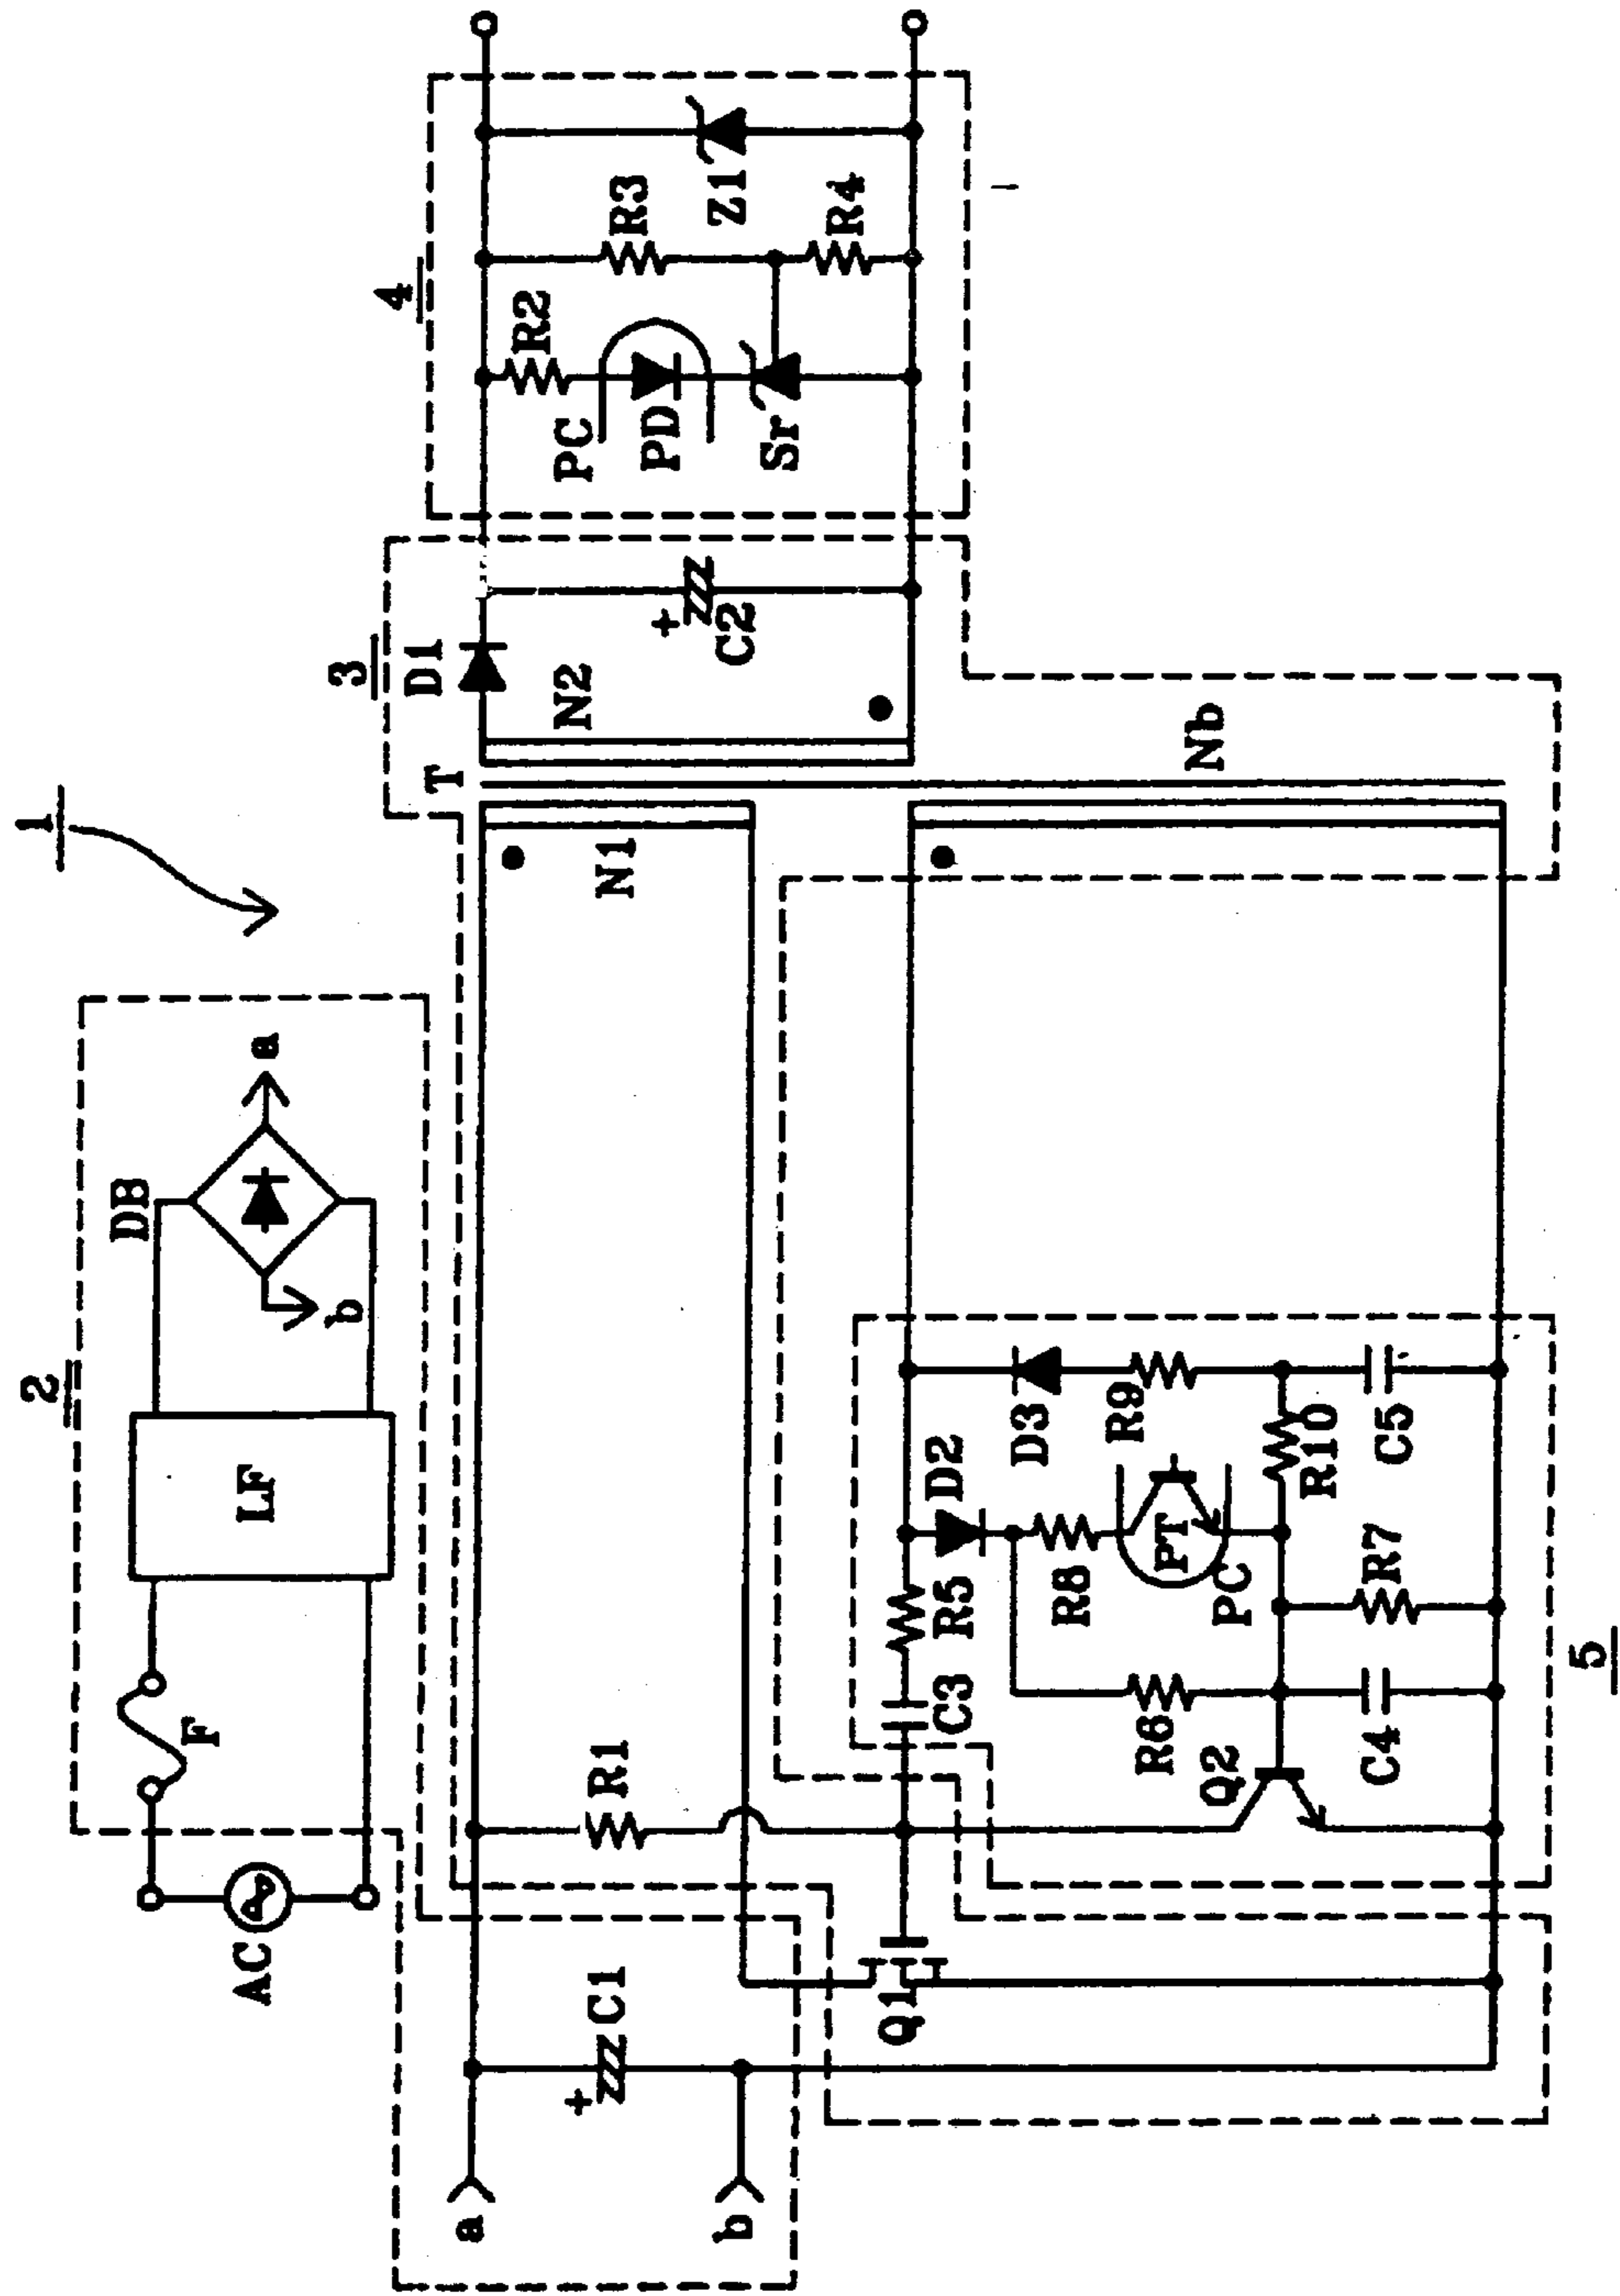 1
2
AC
F
LF
DB
a
b
a
b
C1
R1
N1
T
3
D1
N2
C2
Nb
4
R2
PC
PD
Sr
R3
R4
Z1
Q1
Q2
C3
R5
D2
D3
R6
R8
PT
PC
R9
C4
R7
R10
C5
5